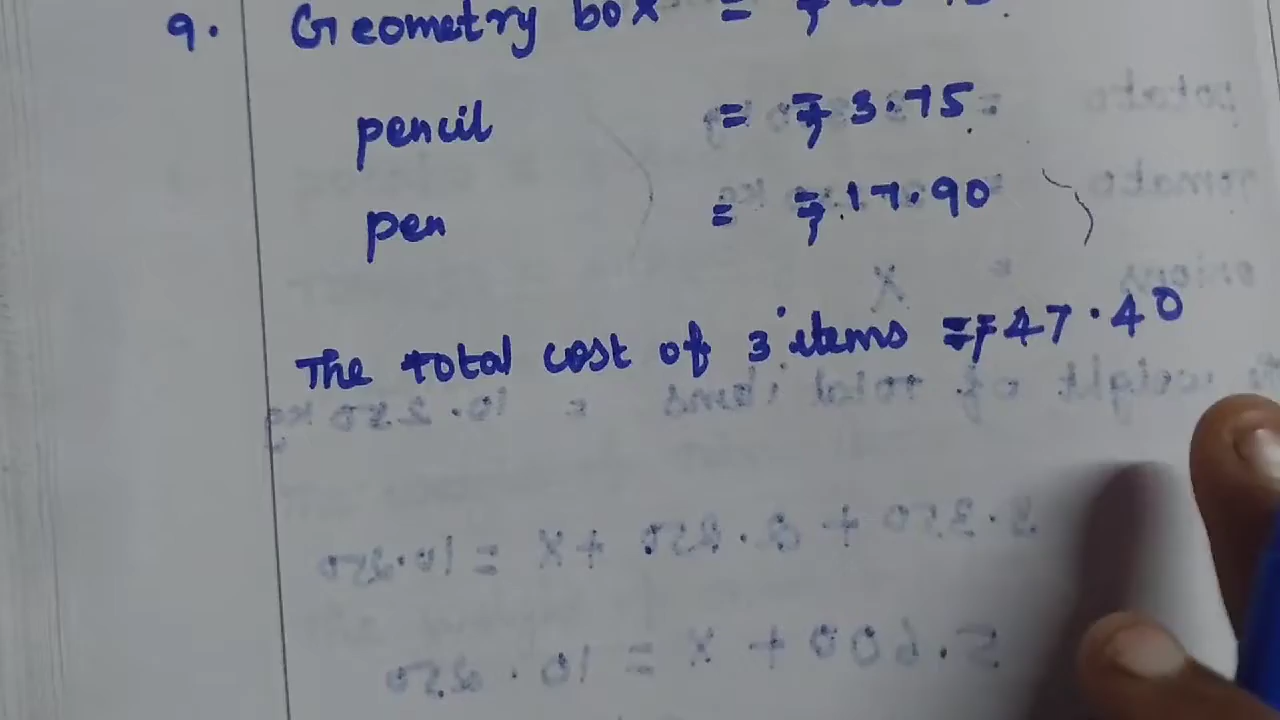 9. Geometry box = ₹
pencil = ₹ 3.75
pen = ₹ 17.90
The total cost of 3 items = ₹ 47.40